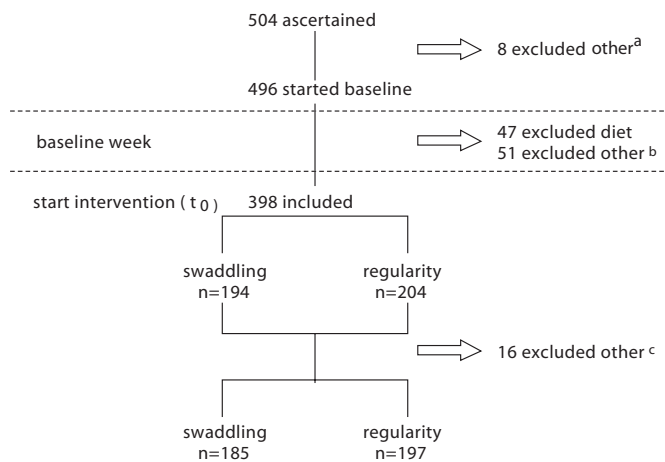 504 ascertained
8 excluded other a
496 started baseline
baseline week
47 excluded diet
51 excluded other b
start intervention ( t 0 )
398 included
swaddling
n=194
regularity
n=204
16 excluded other c
swaddling
n=185
regularity
n=197